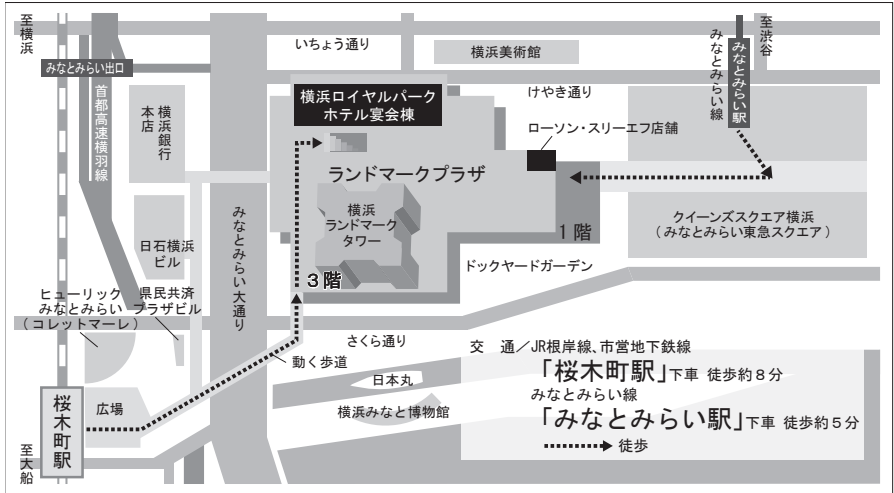 至横浜
いちょう通り
横浜美術館
みなとみらい線
みなとみらい駅
至渋谷
みなとみらい出口
首都高速横羽線
横浜銀行
本店
横浜ロイヤルパーク
ホテル宴会棟
けやき通り
ローソン・スリーエフ店舗
ランドマークプラザ
横浜
ランドマーク
タワー
みなとみらい大通り
日石横浜
ビル
1階
クイーンズスクエア横浜
(みなとみらい東急スクエア)
ドックヤードガーデン
3階
ヒューリック
みなとみらい
(コレットマーレ)
県民共済
プラザビル
さくら通り
動く歩道
日本丸
横浜みなと博物館
広場
桜木町駅
至大船
交 通/JR根岸線、市営地下鉄線
「桜木町駅」下車 徒歩約8分
みなとみらい線
「みなとみらい駅」下車 徒歩約5分
徒歩